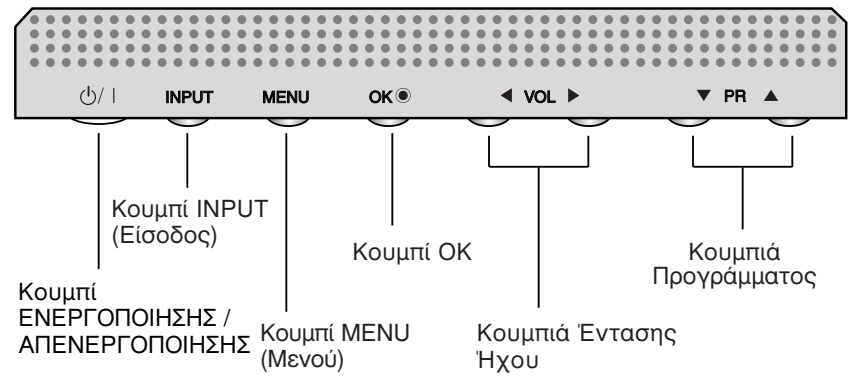 ⏻/ I INPUT MENU OK◉ ◀ VOL ▶ ▼ PR ▲
Κουμπί INPUT
(Είσοδος)
Κουμπί OK
Κουμπιά
Προγράμματος
Κουμπί
ΕΝΕΡΓΟΠΟΙΗΣΗΣ /
ΑΠΕΝΕΡΓΟΠΟΙΗΣΗΣ
Κουμπί MENU
(Μενού)
Κουμπιά Έντασης
Ήχου